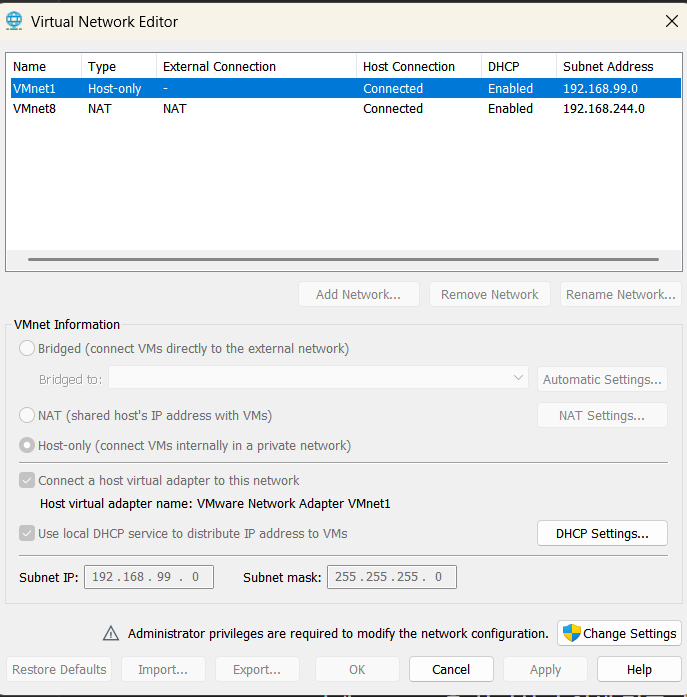 Virtual Network Editor
Name Type External Connection Host Connection DHCP Subnet Address
VMnet1 Host-only - Connected Enabled 192.168.99.0
VMnet8 NAT NAT Connected Enabled 192.168.244.0
Add Network... Remove Network Rename Network...
VMnet Information
Bridged (connect VMs directly to the external network)
Bridged to: Automatic Settings...
NAT (shared host's IP address with VMs) NAT Settings...
Host-only (connect VMs internally in a private network)
Connect a host virtual adapter to this network
Host virtual adapter name: VMware Network Adapter VMnet1
Use local DHCP service to distribute IP address to VMs DHCP Settings...
Subnet IP: 192 . 168 . 99 . 0 Subnet mask: 255 . 255 . 255 . 0
Administrator privileges are required to modify the network configuration. Change Settings
Restore Defaults Import... Export... OK Cancel Apply Help